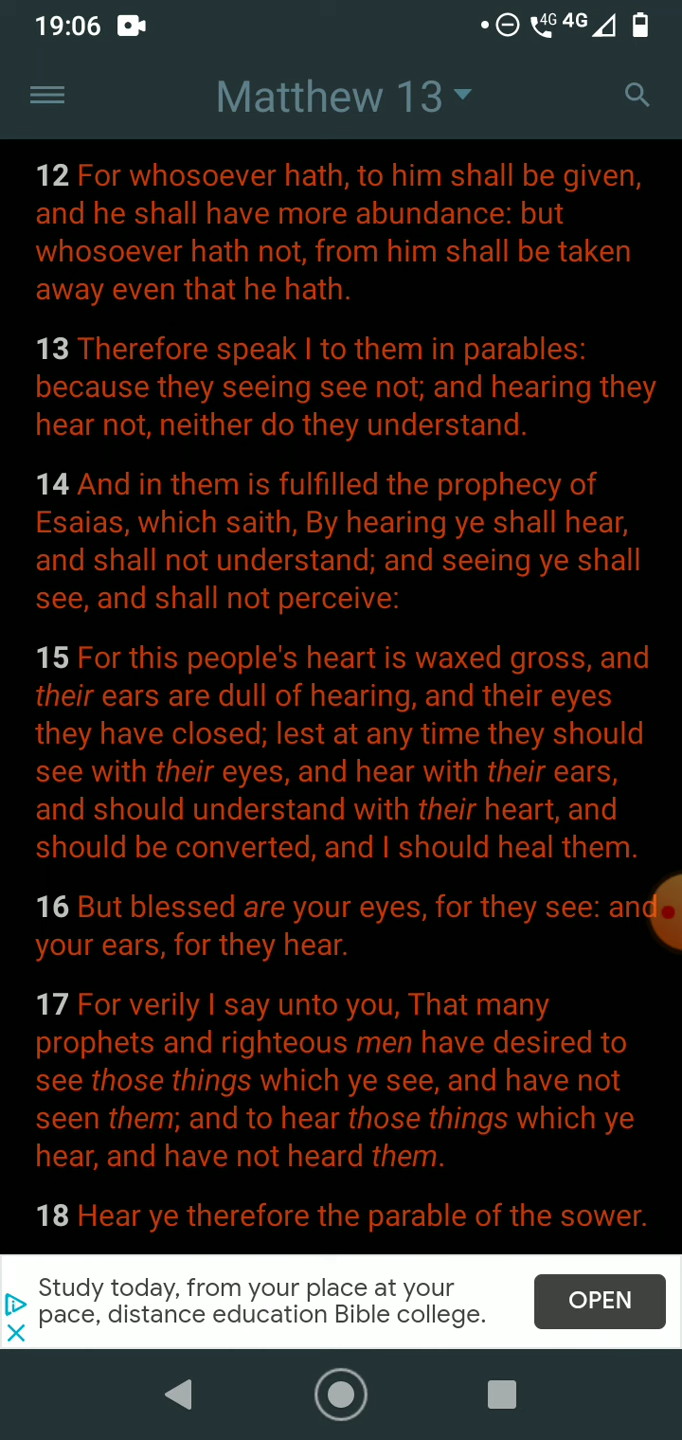 19:06 4G 4G
Matthew 13
12 For whosoever hath, to him shall be given,
and he shall have more abundance: but
whosoever hath not, from him shall be taken
away even that he hath.
13 Therefore speak I to them in parables:
because they seeing see not; and hearing they
hear not, neither do they understand.
14 And in them is fulfilled the prophecy of
Esaias, which saith, By hearing ye shall hear,
and shall not understand; and seeing ye shall
see, and shall not perceive:
15 For this people's heart is waxed gross, and
their ears are dull of hearing, and their eyes
they have closed; lest at any time they should
see with their eyes, and hear with their ears,
and should understand with their heart, and
should be converted, and I should heal them.
16 But blessed are your eyes, for they see: and
your ears, for they hear.
17 For verily I say unto you, That many
prophets and righteous men have desired to
see those things which ye see, and have not
seen them; and to hear those things which ye
hear, and have not heard them.
18 Hear ye therefore the parable of the sower.
Study today, from your place at your
pace, distance education Bible college.
OPEN